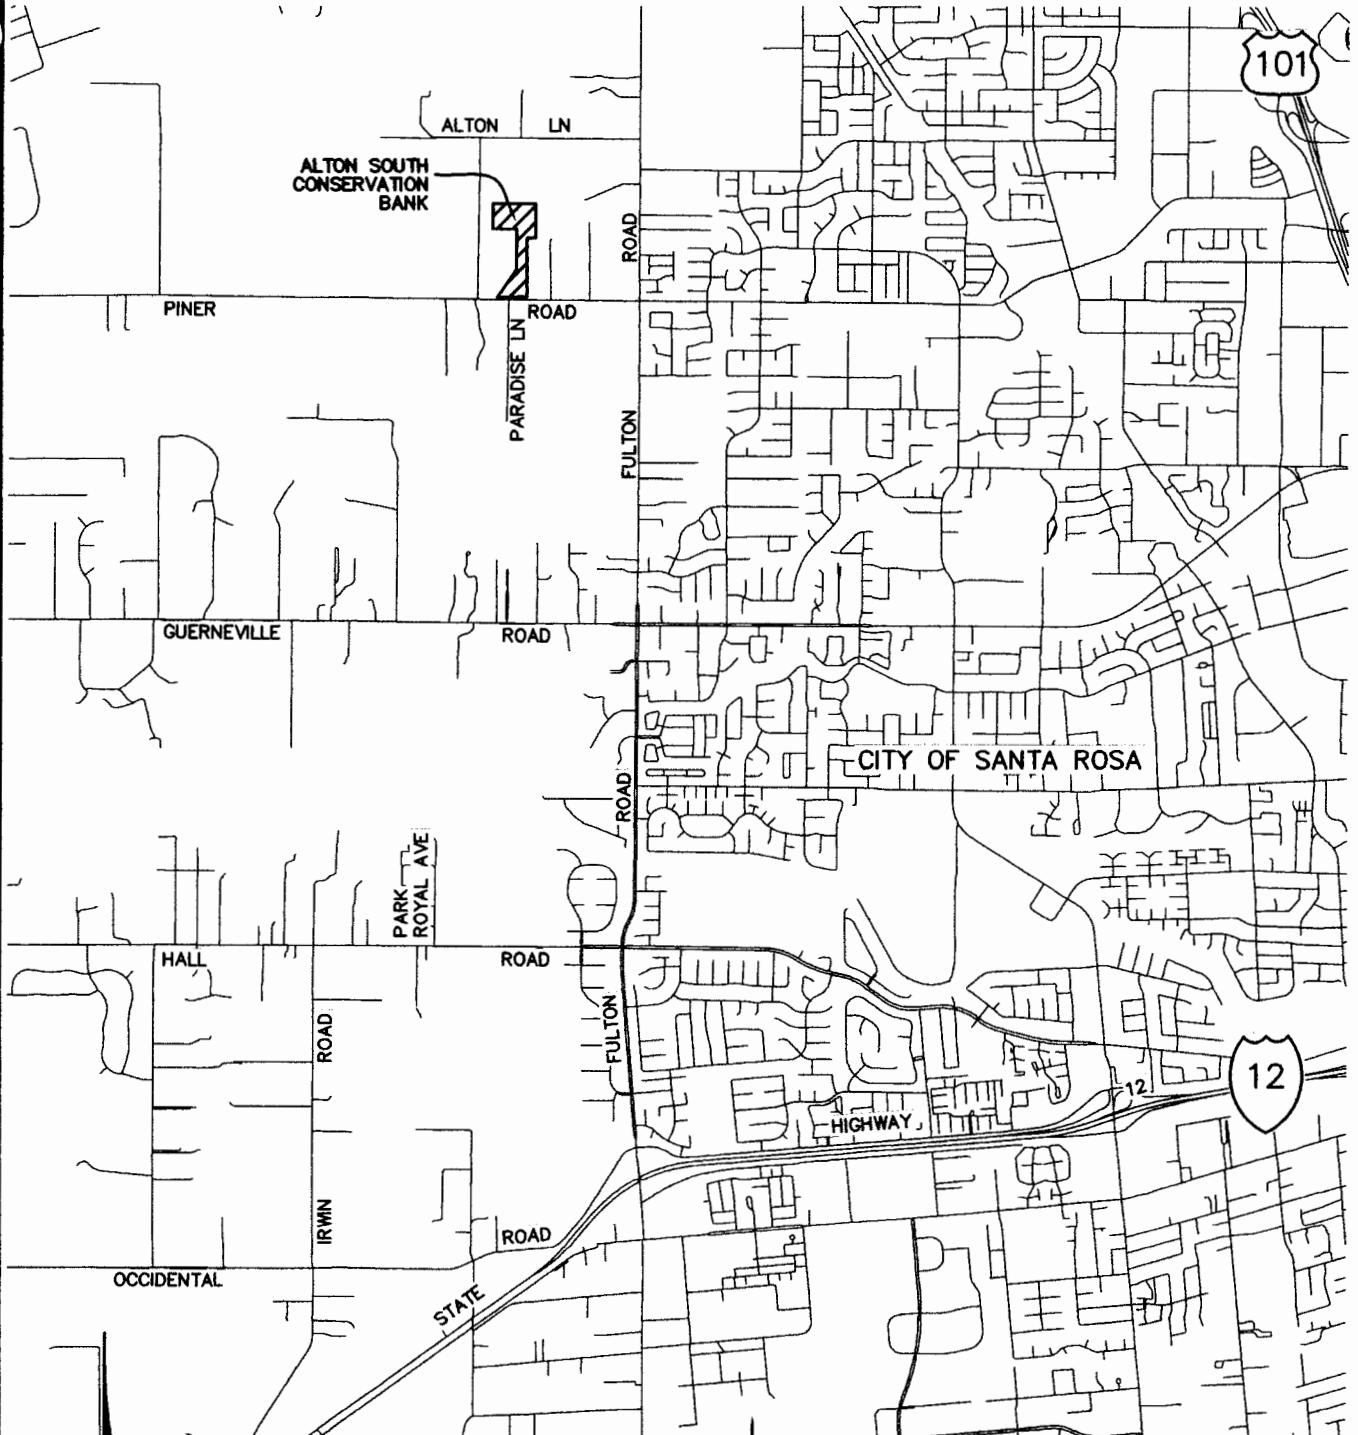 101
ALTON LN
ALTON SOUTH
CONSERVATION
BANK
ROAD
PINER
ROAD
PARADISE LN
FULTON
GUERNEVILLE
ROAD
CITY OF SANTA ROSA
ROAD
PARK
ROYAL AVE
HALL
ROAD
FULTON
ROAD
12
12
HIGHWAY
IRWIN
ROAD
OCCIDENTAL
STATE